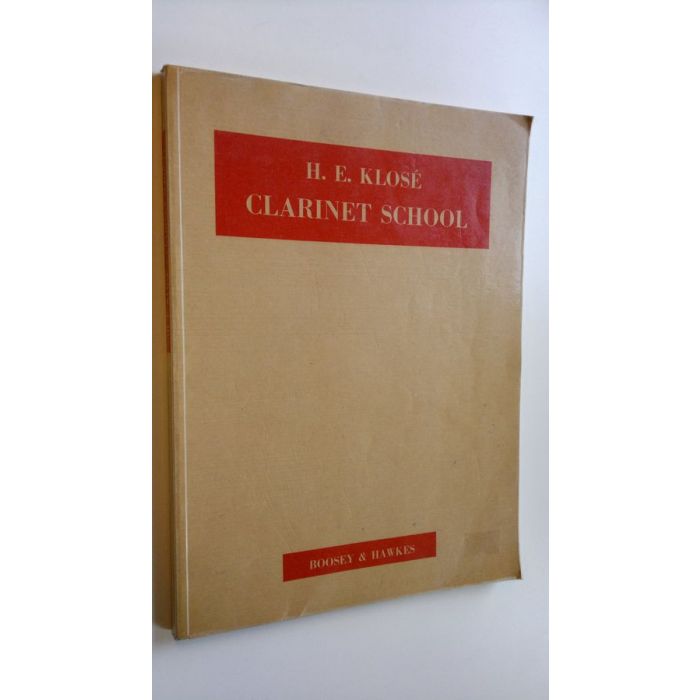 H. E. KLOSÉ
CLARINET SCHOOL
BOOSEY & HAWKES